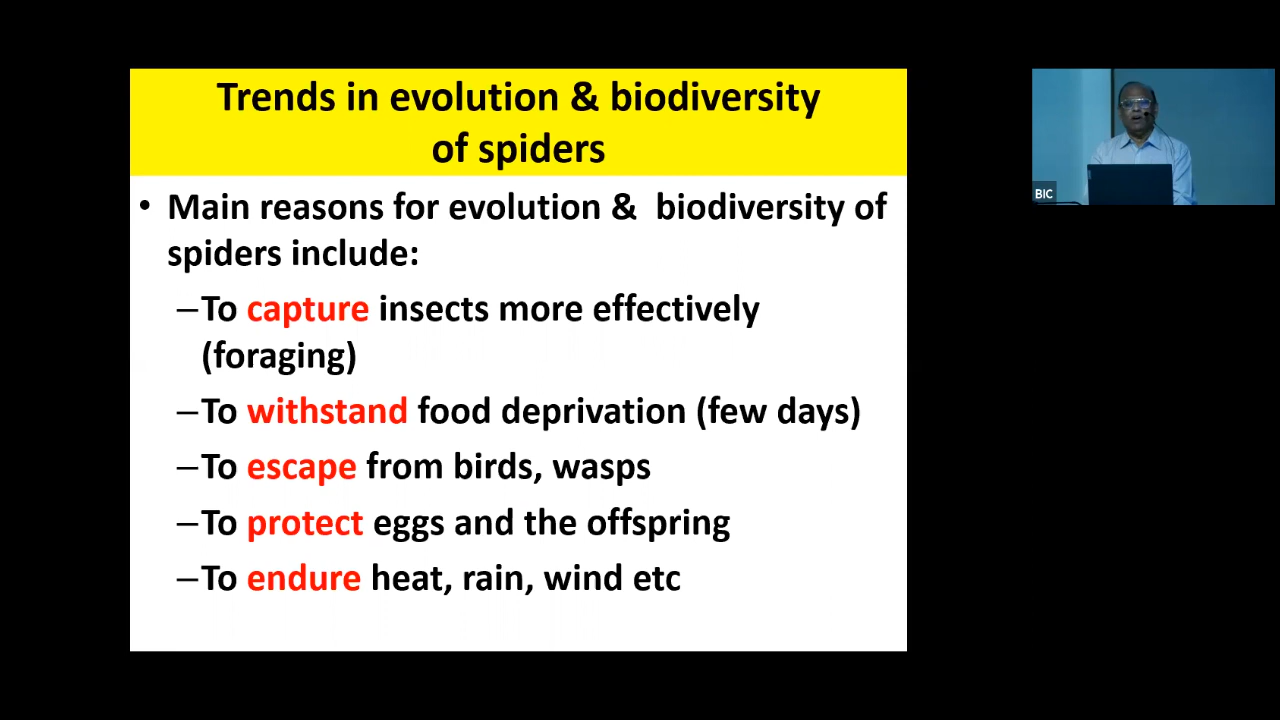 Trends in evolution & biodiversity
of spiders
• Main reasons for evolution & biodiversity of
spiders include:
–To capture insects more effectively
(foraging)
–To withstand food deprivation (few days)
–To escape from birds, wasps
–To protect eggs and the offspring
–To endure heat, rain, wind etc
BIC